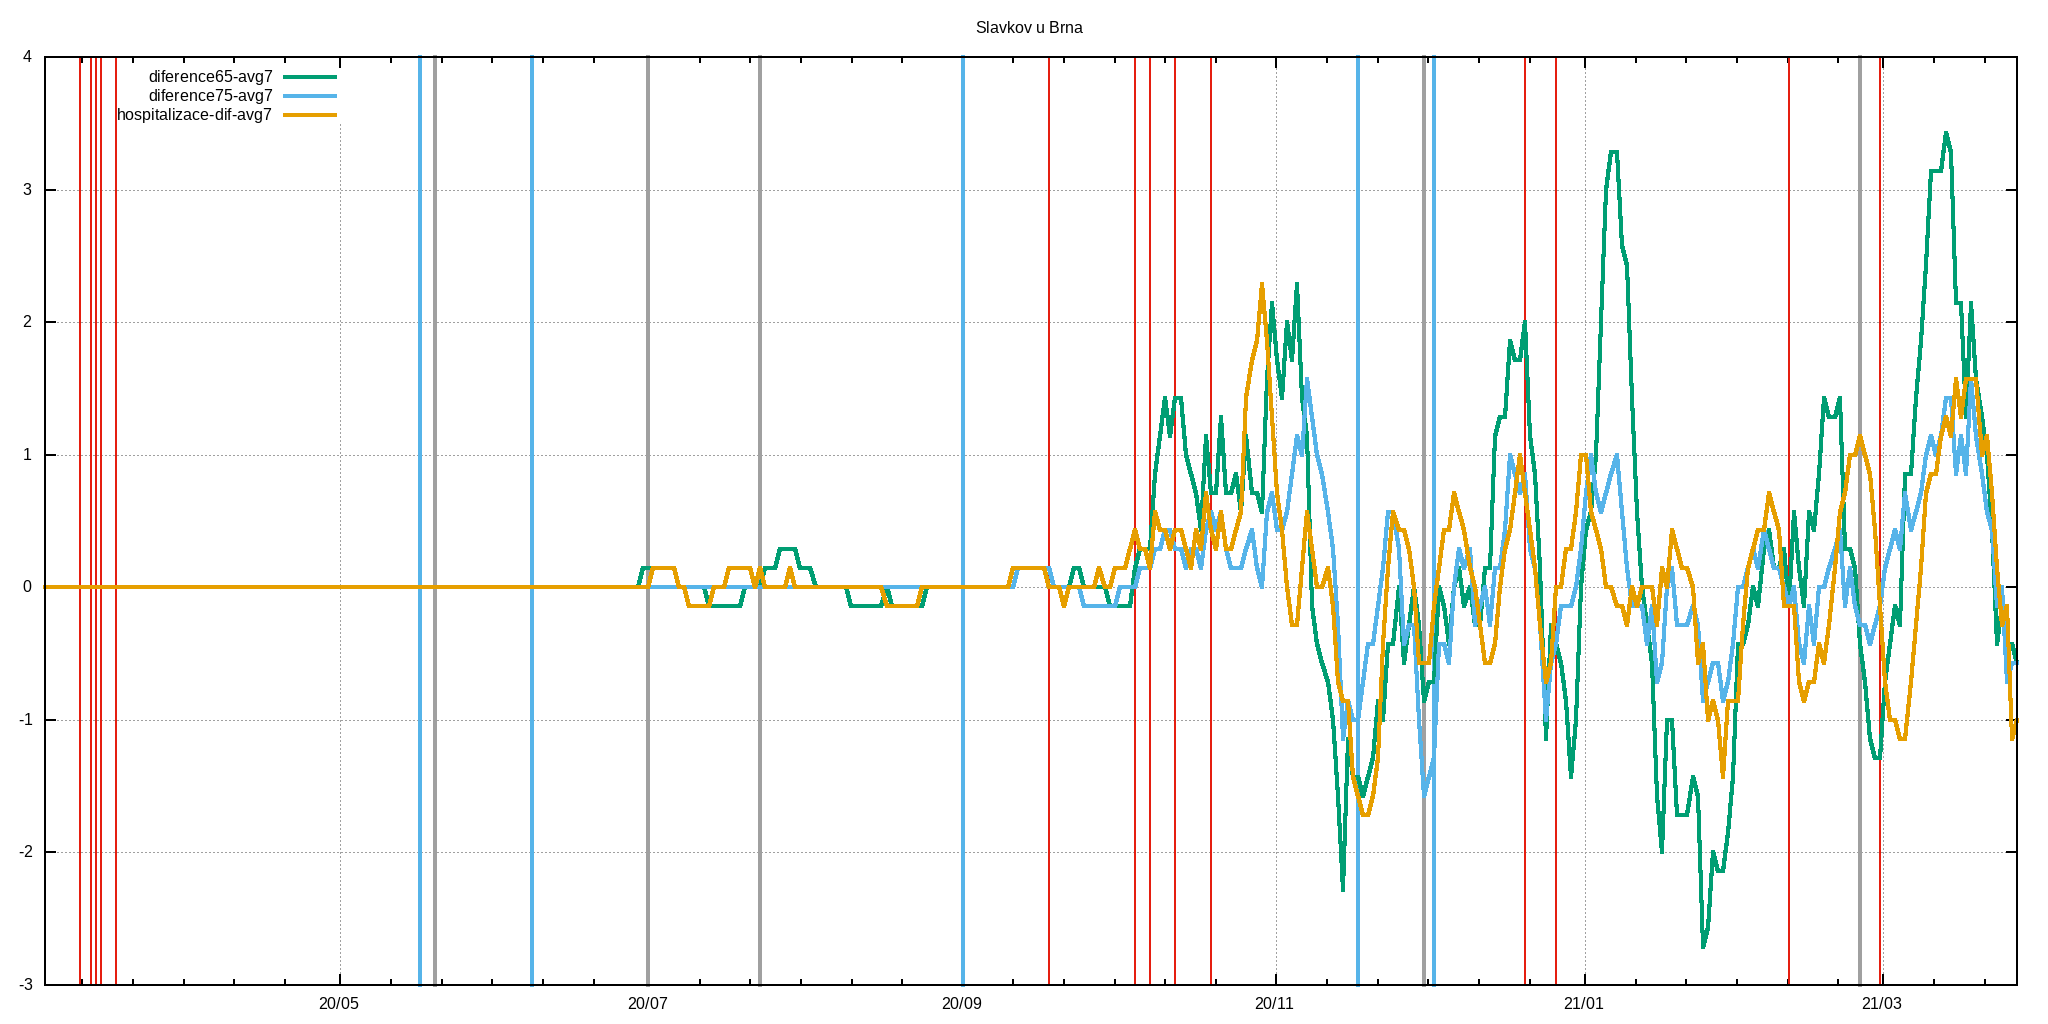 Slavkov u Brna
diference65-avg7
diference75-avg7
hospitalizace-dif-avg7
4
3
2
1
0
-1
-2
-3
20/05 20/07 20/09 20/11 21/01 21/03